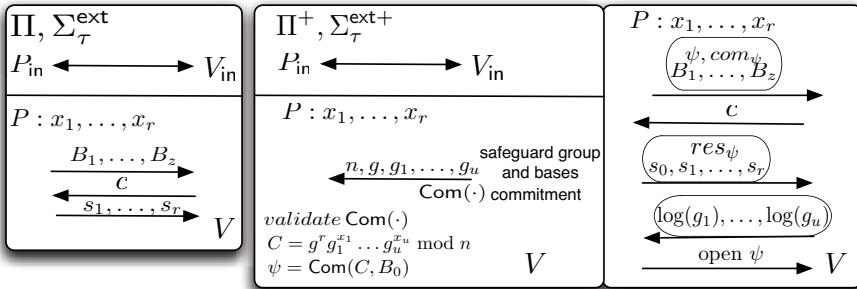 Π, Σ_τ^ext
P_in V_in
P : x_1, . . . , x_r
B_1, . . . , B_z
c
s_1, . . . , s_r
V
Π^+, Σ_τ^ext+
P_in V_in
P : x_1, . . . , x_r
n, g, g_1, . . . , g_u
Com(·)
safeguard group
and bases
commitment
validate Com(·)
C = g^r g_1^{x_1} . . . g_u^{x_u} mod n
ψ = Com(C, B_0)
V
P : x_1, . . . , x_r
ψ, com_ψ
B_1, . . . , B_z
c
res_ψ
s_0, s_1, . . . , s_r
log(g_1), . . . , log(g_u)
open ψ
V